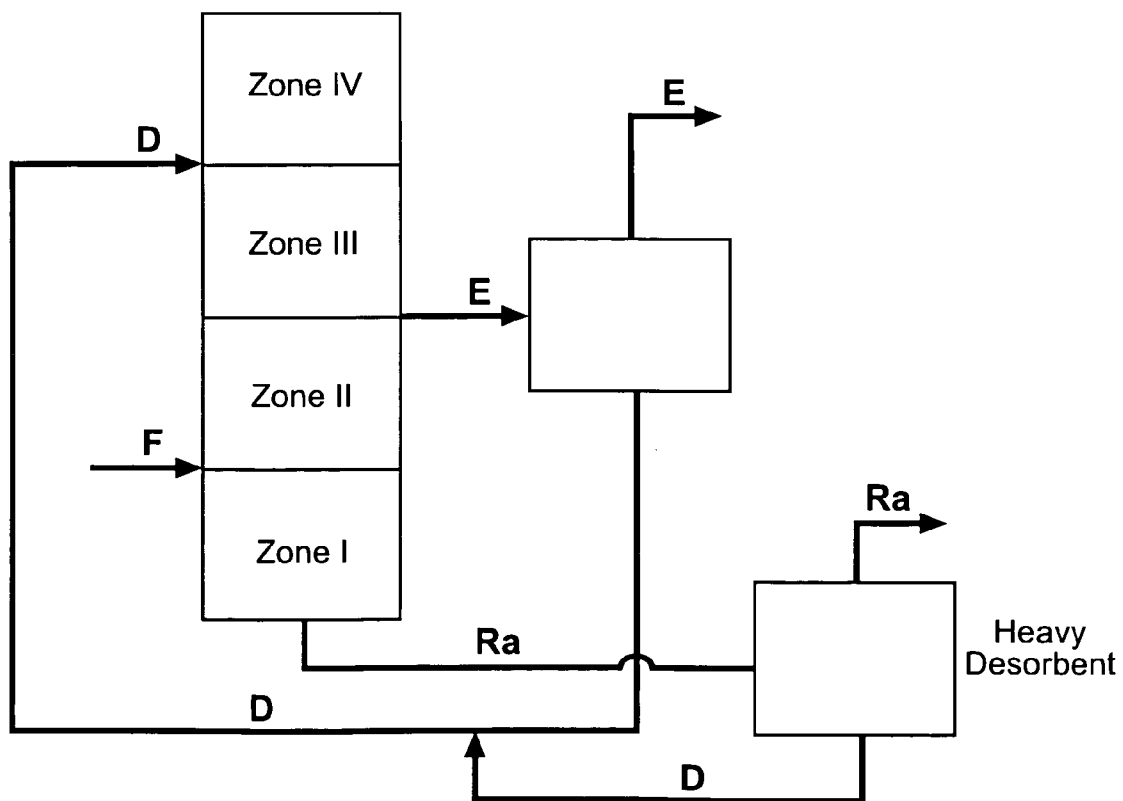 Zone IV
E
D
Zone III
E
Zone II
F
Ra
Zone I
Heavy
Desorbent
Ra
D
D